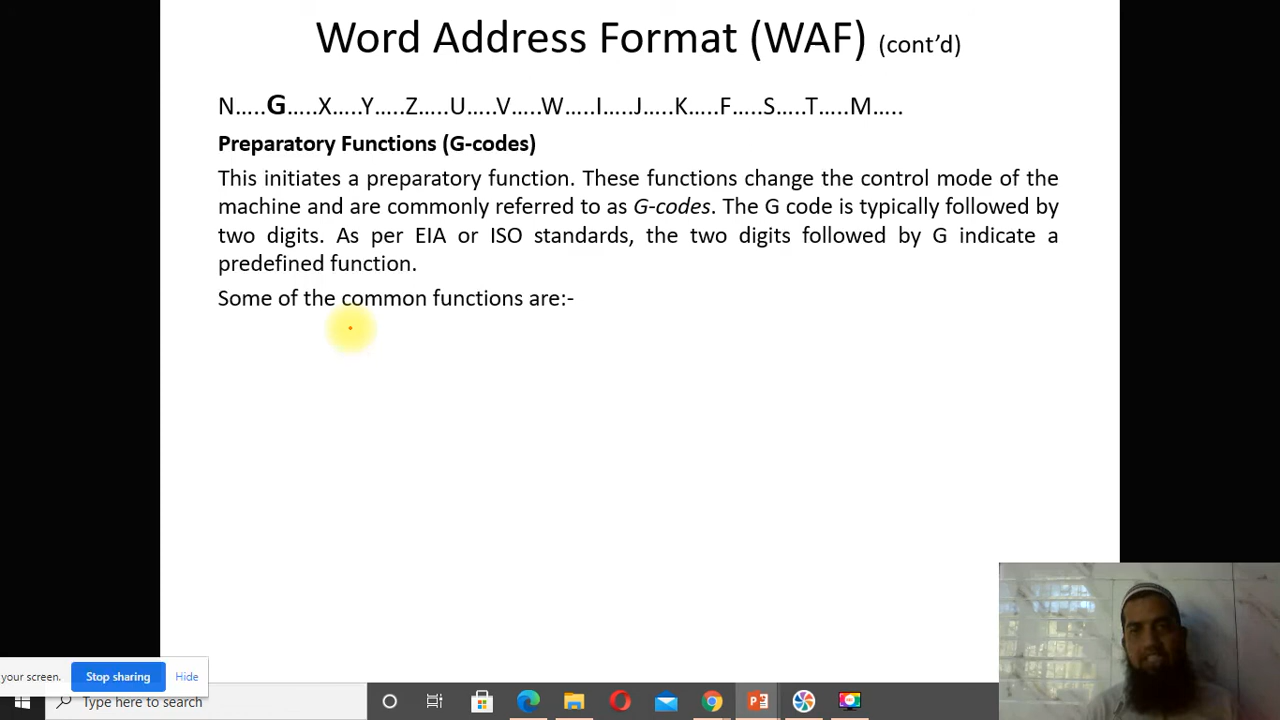 Word Address Format (WAF) (cont’d)
N…..G…..X…..Y…..Z…..U…..V…..W…..I…..J…..K…..F…..S…..T…..M…..
Preparatory Functions (G-codes)
This initiates a preparatory function. These functions change the control mode of the
machine and are commonly referred to as G-codes. The G code is typically followed by
two digits. As per EIA or ISO standards, the two digits followed by G indicate a
predefined function.
Some of the common functions are:-
your screen. Stop sharing Hide
Type here to search